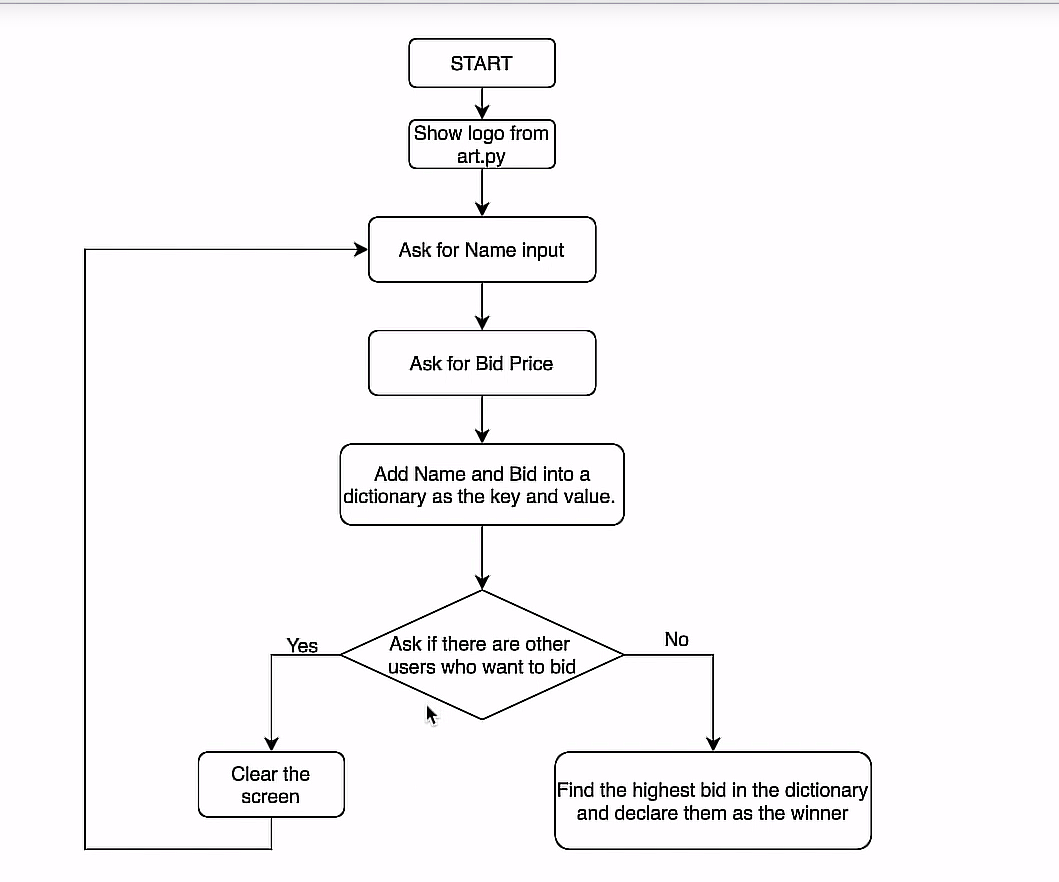 START
Show logo from
art.py
Ask for Name input
Ask for Bid Price
Add Name and Bid into a
dictionary as the key and value.
Ask if there are other
users who want to bid
Yes
No
Clear the
screen
Find the highest bid in the dictionary
and declare them as the winner